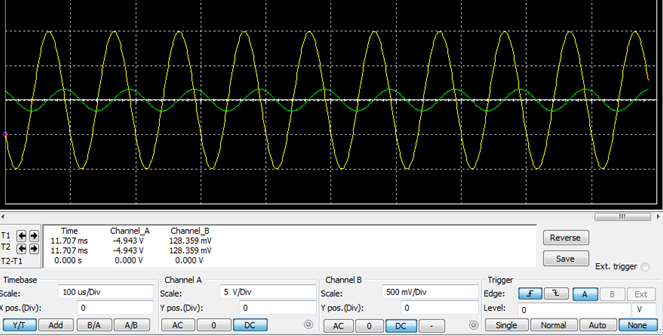 Time Channel_A Channel_B
T1 11.707 ms -4.943 V 128.359 mV
T2 11.707 ms -4.943 V 128.359 mV
T2-T1 0.000 s 0.000 V 0.000 V
Reverse
Save
Ext. trigger
Timebase Channel A Channel B Trigger
Scale: 100 us/Div Scale: 5 V/Div Scale: 500 mV/Div Edge: A B Ext
X pos.(Div): 0 Y pos.(Div): 0 Y pos.(Div): 0 Level: 0 V
Y/T Add B/A A/B AC 0 DC AC 0 DC - Single Normal Auto None